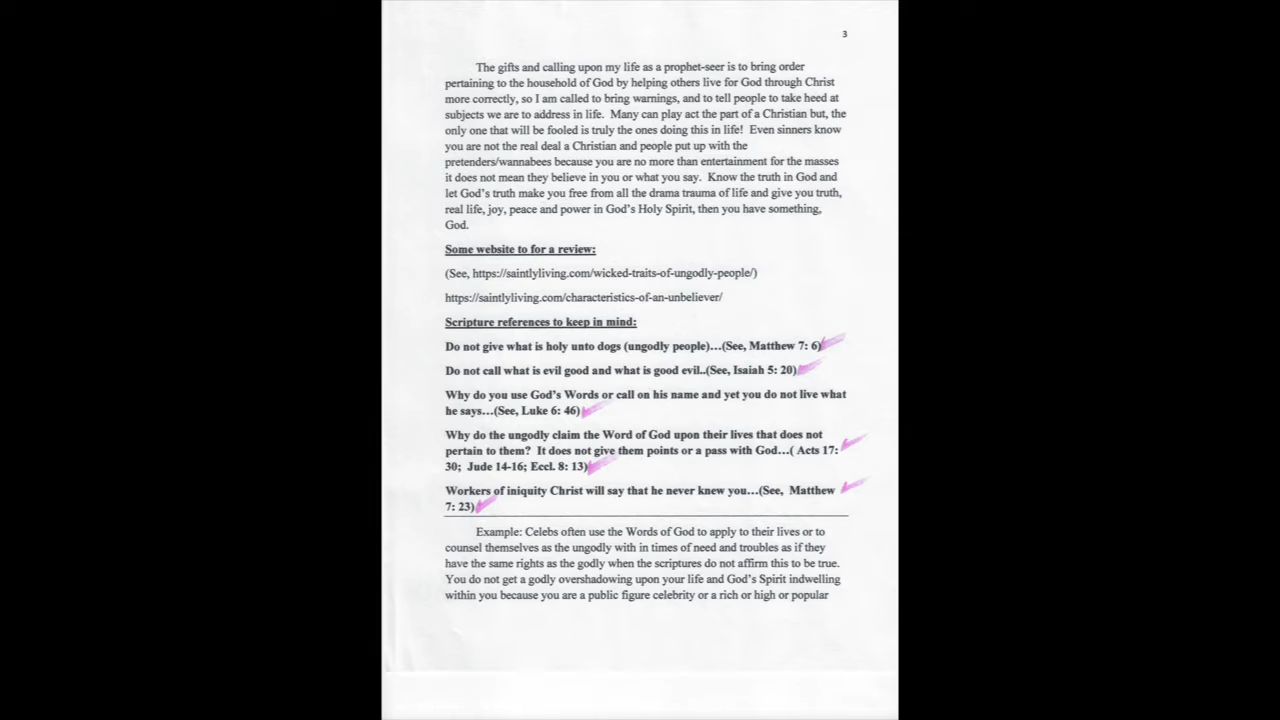 3
The gifts and calling upon my life as a prophet-seer is to bring order
pertaining to the household of God by helping others live for God through Christ
more correctly, so I am called to bring warnings, and to tell people to take heed at
subjects we are to address in life.  Many can play act the part of a Christian but, the
only one that will be fooled is truly the ones doing this in life!  Even sinners know
you are not the real deal a Christian and people put up with the
pretenders/wannabees because you are no more than entertainment for the masses
it does not mean they believe in you or what you say.  Know the truth in God and
let God's truth make you free from all the drama trauma of life and give you truth,
real life, joy, peace and power in God's Holy Spirit, then you have something,
God.
Some website to for a review:
(See, https://saintlyliving.com/wicked-traits-of-ungodly-people/)
https://saintlyliving.com/characteristics-of-an-unbeliever/
Scripture references to keep in mind:
Do not give what is holy unto dogs (ungodly people)…(See, Matthew 7: 6)
Do not call what is evil good and what is good evil..(See, Isaiah 5: 20)
Why do you use God's Words or call on his name and yet you do not live what
he says…(See, Luke 6: 46)
Why do the ungodly claim the Word of God upon their lives that does not
pertain to them?  It does not give them points or a pass with God…( Acts 17:
30;  Jude 14-16; Eccl. 8: 13)
Workers of iniquity Christ will say that he never knew you…(See,  Matthew
7: 23)
Example: Celebs often use the Words of God to apply to their lives or to
counsel themselves as the ungodly with in times of need and troubles as if they
have the same rights as the godly when the scriptures do not affirm this to be true.
You do not get a godly overshadowing upon your life and God's Spirit indwelling
within you because you are a public figure celebrity or a rich or high or popular